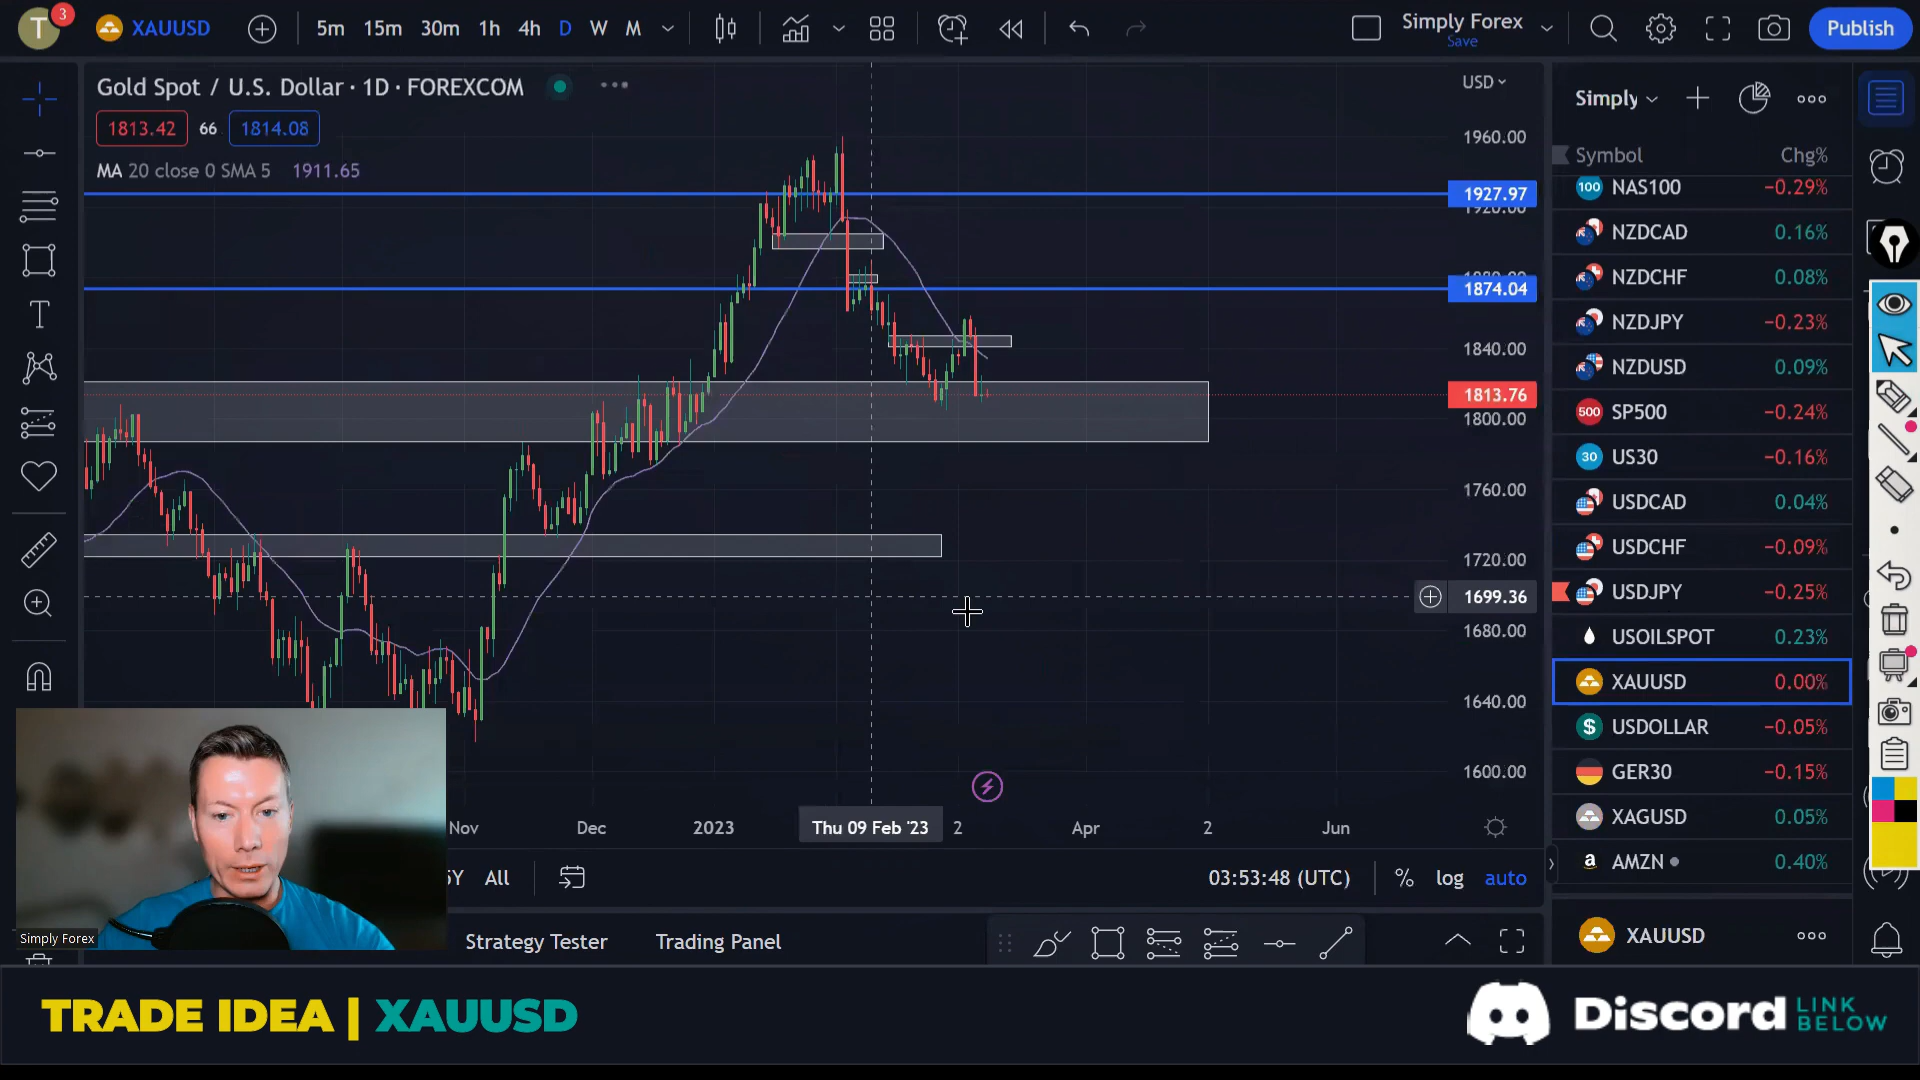 T
3
XAUUSD
5m 15m 30m 1h 4h D W M
Simply Forex
Save
Publish
Gold Spot / U.S. Dollar · 1D · FOREXCOM
USD
1813.42 66 1814.08
MA 20 close 0 SMA 5 1911.65
1960.00
1927.97
1920.00
1874.04
1840.00
1813.76
1800.00
1760.00
1720.00
1699.36
1680.00
1640.00
1600.00
Nov Dec 2023 Thu 09 Feb '23 2 Apr 2 Jun
5Y All
03:53:48 (UTC) % log auto
Strategy Tester Trading Panel
Simply
Symbol Chg%
100 NAS100 −0.29%
NZDCAD 0.16%
NZDCHF 0.08%
NZDJPY −0.23%
NZDUSD 0.09%
500 SP500 −0.24%
30 US30 −0.16%
USDCAD 0.04%
USDCHF −0.09%
USDJPY −0.25%
USOILSPOT 0.23%
XAUUSD 0.00%
$ USDOLLAR −0.05%
GER30 −0.15%
XAGUSD 0.05%
a AMZN 0.40%
XAUUSD
Simply Forex
TRADE IDEA | XAUUSD
Discord LINK BELOW